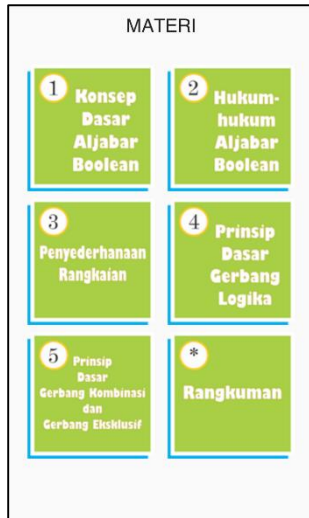 MATERI
1
Konsep
Dasar
Aljabar
Boolean
2
Hukum-
hukum
Aljabar
Boolean
3
Penyederhanaan
Rangkaian
4
Prinsip
Dasar
Gerbang
Logika
5
Prinsip
Dasar
Gerbang Kombinasi
dan
Gerbang Eksklusif
*
Rangkuman